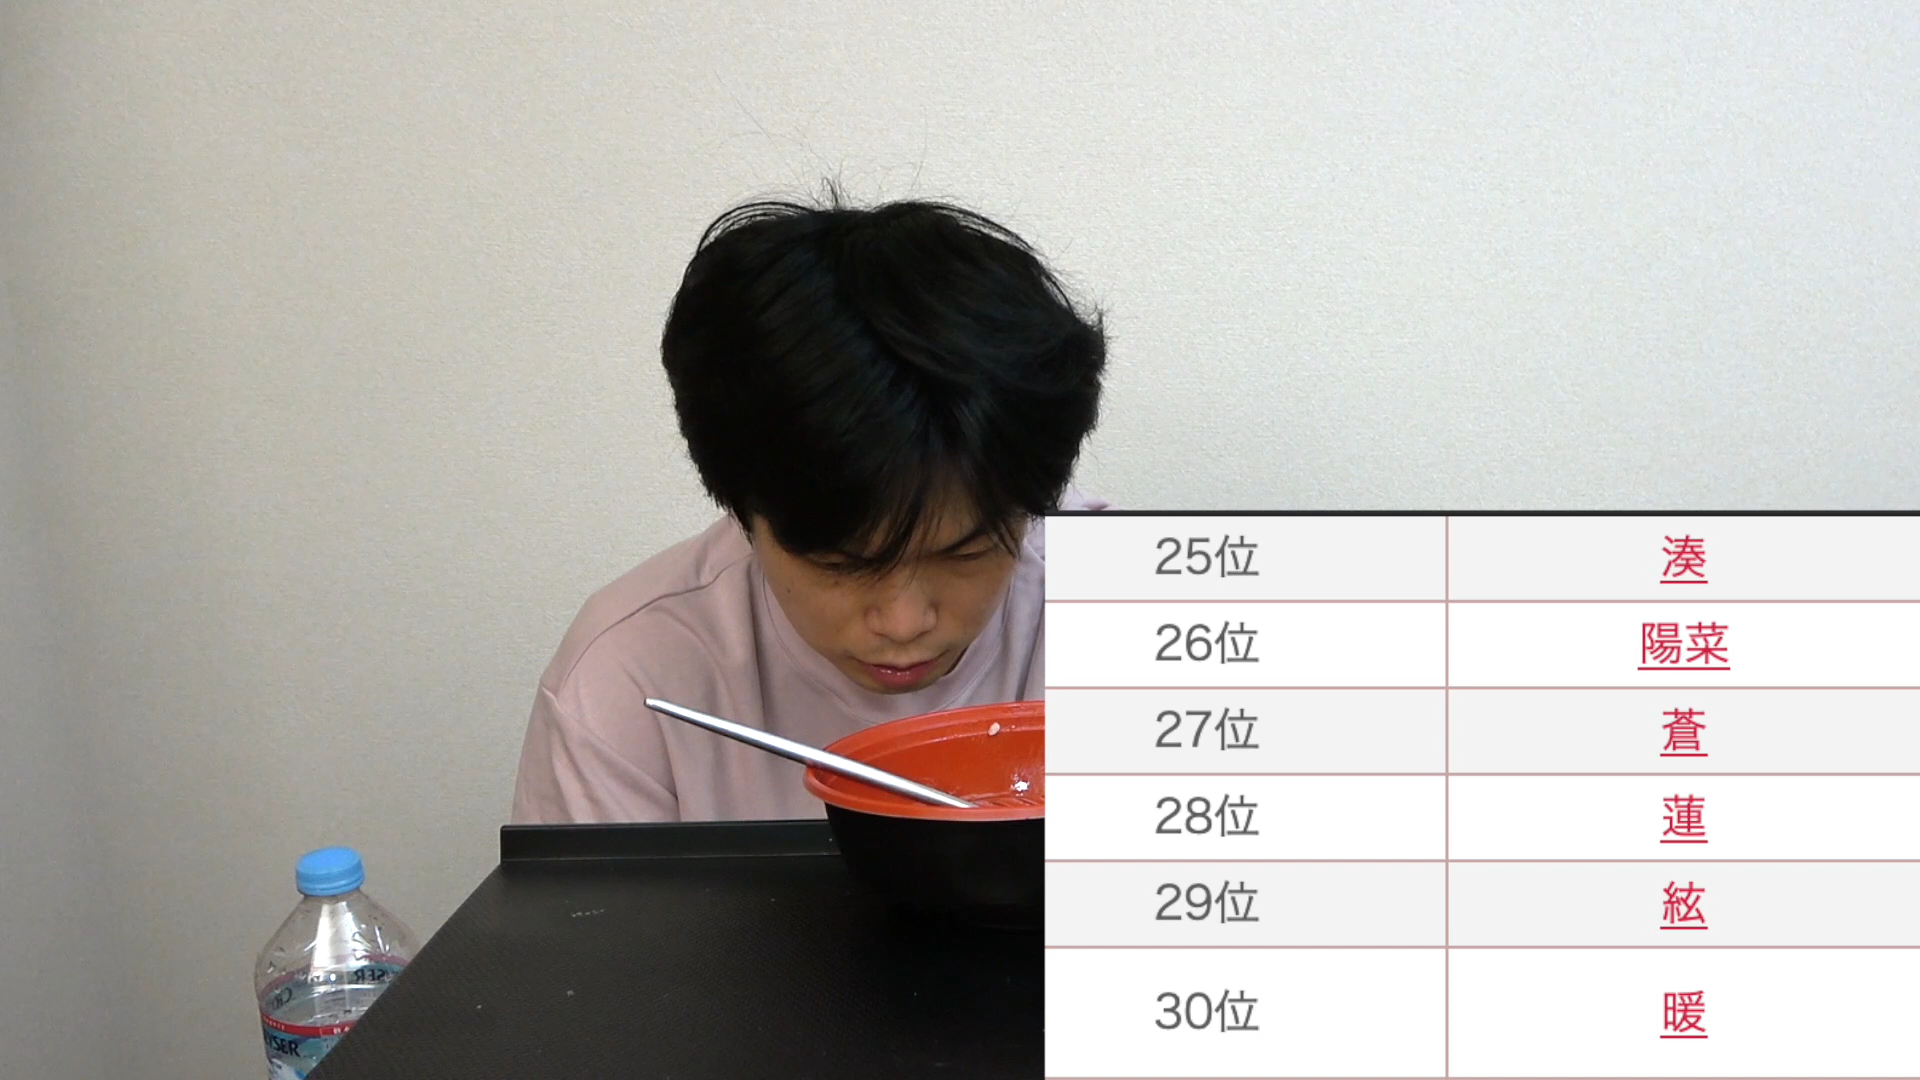 25位 湊
26位 陽菜
27位 蒼
28位 蓮
29位 絃
30位 暖